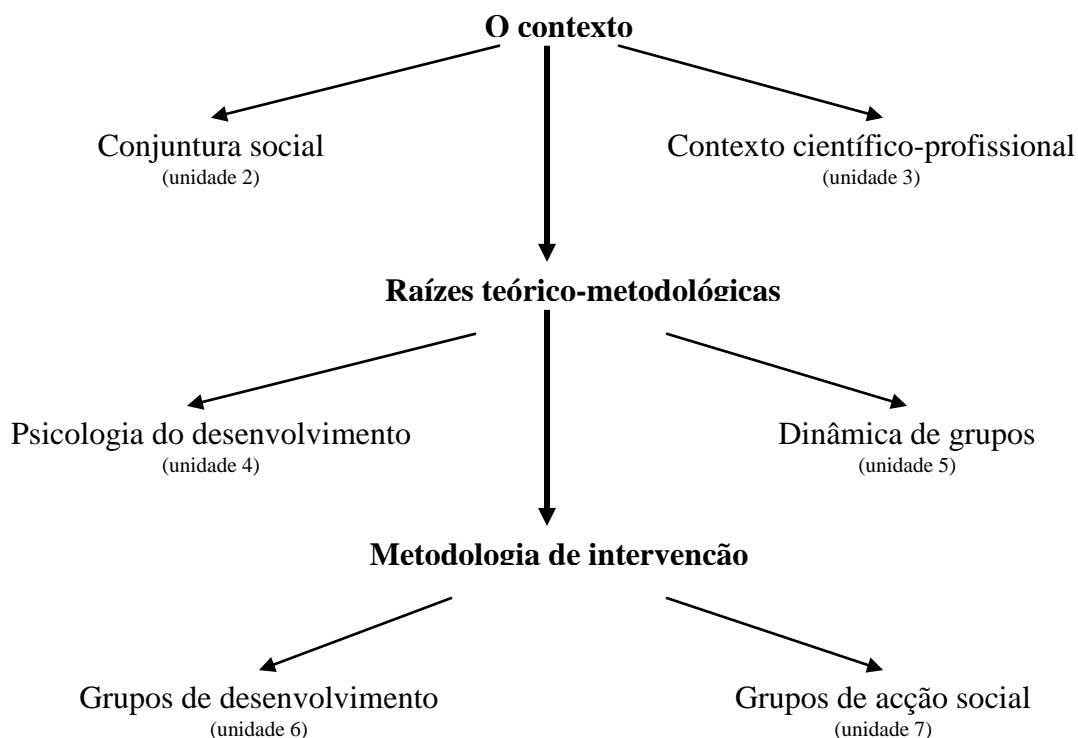 O contexto
Conjuntura social
(unidade 2)
Contexto científico-profissional
(unidade 3)
Raízes teórico-metodológicas
Psicologia do desenvolvimento
(unidade 4)
Dinâmica de grupos
(unidade 5)
Metodologia de intervenção
Grupos de desenvolvimento
(unidade 6)
Grupos de acção social
(unidade 7)